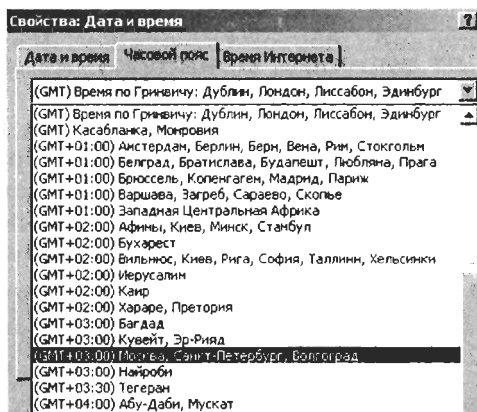 Свойства: Дата и время
?
Дата и время Часовой пояс Время Интернета
(GMT) Время по Гринвичу: Дублин, Лондон, Лиссабон, Эдинбург
(GMT) Время по Гринвичу: Дублин, Лондон, Лиссабон, Эдинбург
(GMT) Касабланка, Монровия
(GMT+01:00) Амстердам, Берлин, Берн, Вена, Рим, Стокгольм
(GMT+01:00) Белград, Братислава, Будапешт, Любляна, Прага
(GMT+01:00) Брюссель, Копенгаген, Мадрид, Париж
(GMT+01:00) Варшава, Загреб, Сараево, Скопье
(GMT+01:00) Западная Центральная Африка
(GMT+02:00) Афины, Киев, Минск, Стамбул
(GMT+02:00) Бухарест
(GMT+02:00) Вильнюс, Киев, Рига, София, Таллинн, Хельсинки
(GMT+02:00) Иерусалим
(GMT+02:00) Каир
(GMT+02:00) Хараре, Претория
(GMT+03:00) Багдад
(GMT+03:00) Кувейт, Эр-Рияд
(GMT+03:00) Москва, Санкт-Петербург, Волгоград
(GMT+03:00) Найроби
(GMT+03:30) Тегеран
(GMT+04:00) Абу-Даби, Мускат